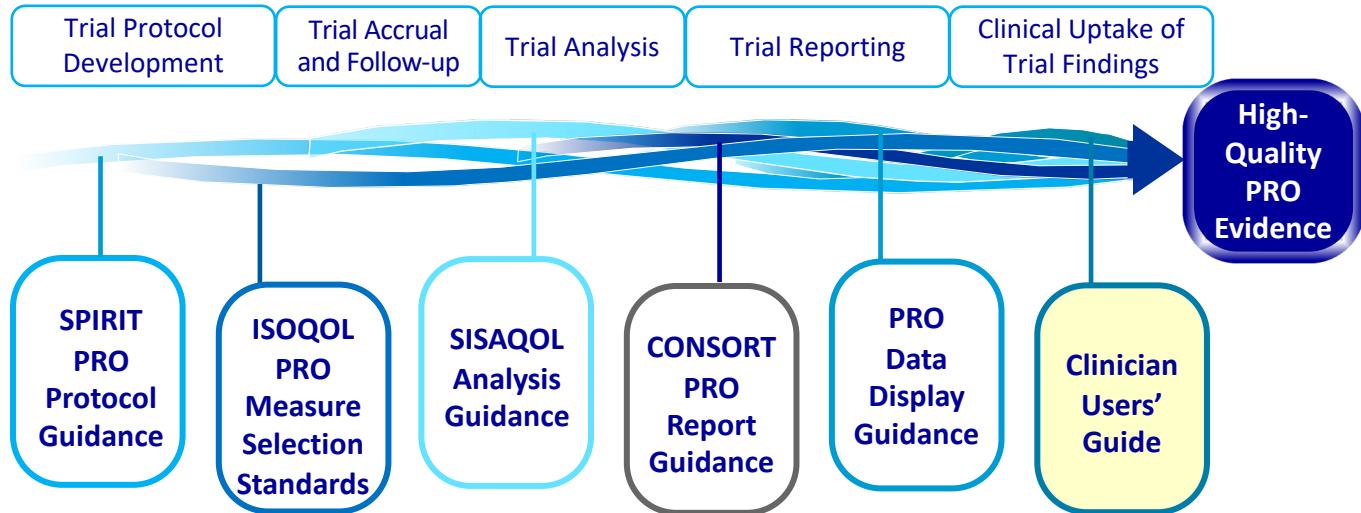 Trial Protocol
Development
Trial Accrual
and Follow-up
Trial Analysis
Trial Reporting
Clinical Uptake of
Trial Findings
High-
Quality
PRO
Evidence
SPIRIT
PRO
Protocol
Guidance
ISOQOL
PRO
Measure
Selection
Standards
SISAQOL
Analysis
Guidance
CONSORT
PRO
Report
Guidance
PRO
Data
Display
Guidance
Clinician
Users’
Guide